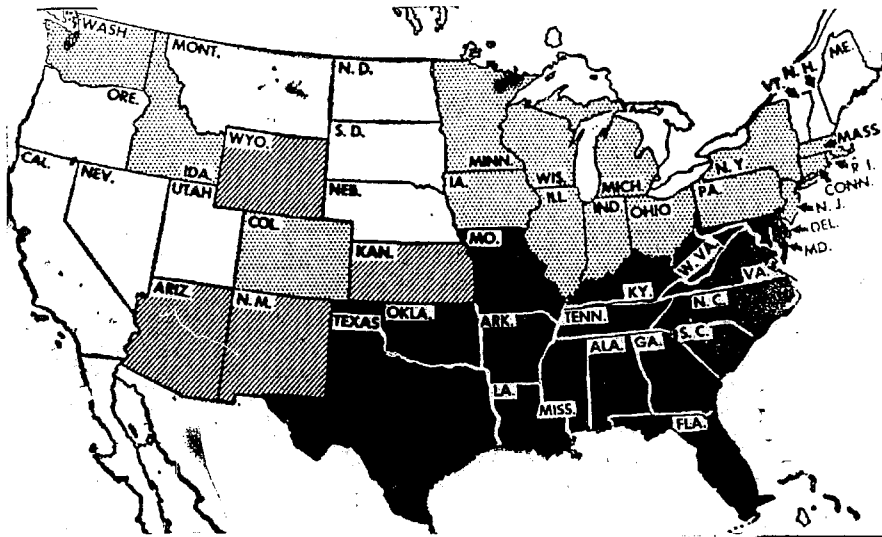 WASH
MONT.
N.D.
ORE.
IDA.
WYO.
S.D.
MINN.
WIS.
MICH.
N.Y.
VT.
N.H.
ME.
MASS
R.I.
CONN.
N.J.
DEL.
MD.
CAL.
NEV.
UTAH
COL.
NEB.
IA.
ILL.
IND
OHIO
PA.
KAN.
MO.
KY.
W.VA
VA.
ARIZ.
N.M.
TEXAS
OKLA.
ARK.
TENN.
N.C.
S.C.
LA.
MISS.
ALA.
GA.
FLA.